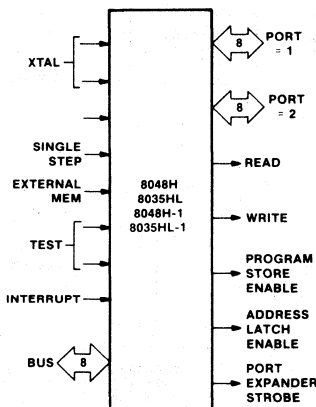 XTAL
SINGLE
STEP
EXTERNAL
MEM
TEST
INTERRUPT
BUS
8
8048H
8035HL
8048H-1
8035HL-1
8
PORT
= 1
8
PORT
= 2
READ
WRITE
PROGRAM
STORE
ENABLE
ADDRESS
LATCH
ENABLE
PORT
EXPANDER
STROBE